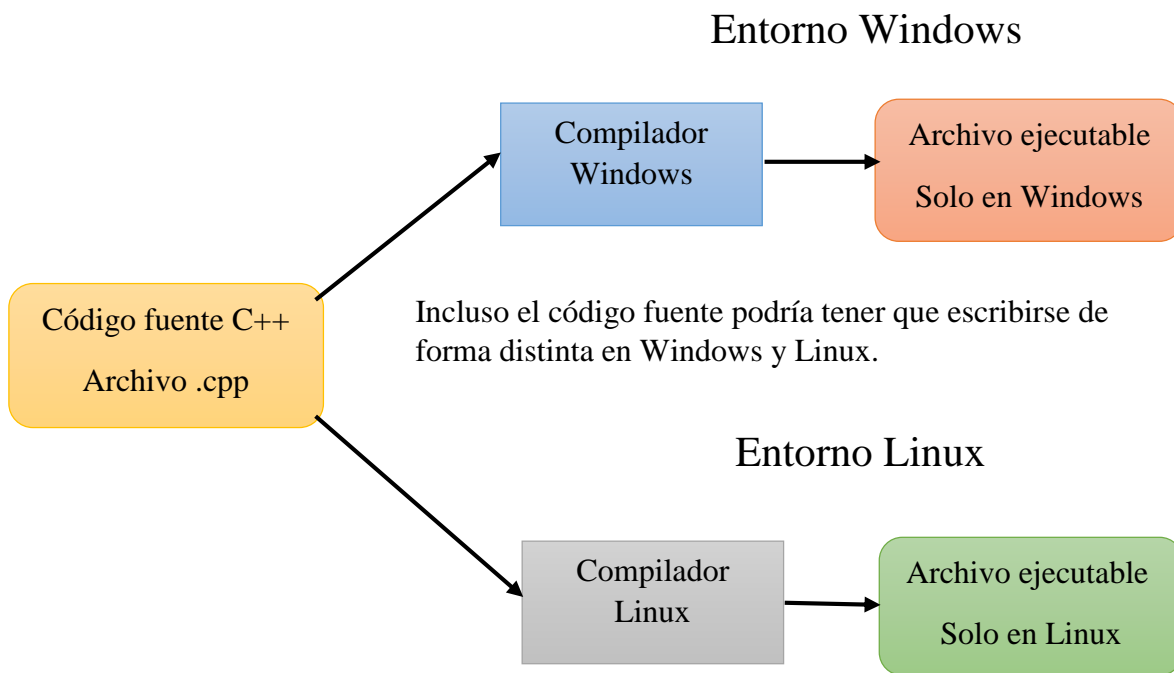 Entorno Windows
Compilador
Windows
Archivo ejecutable
Solo en Windows
Código fuente C++
Archivo .cpp
Incluso el código fuente podría tener que escribirse de
forma distinta en Windows y Linux.
Entorno Linux
Compilador
Linux
Archivo ejecutable
Solo en Linux